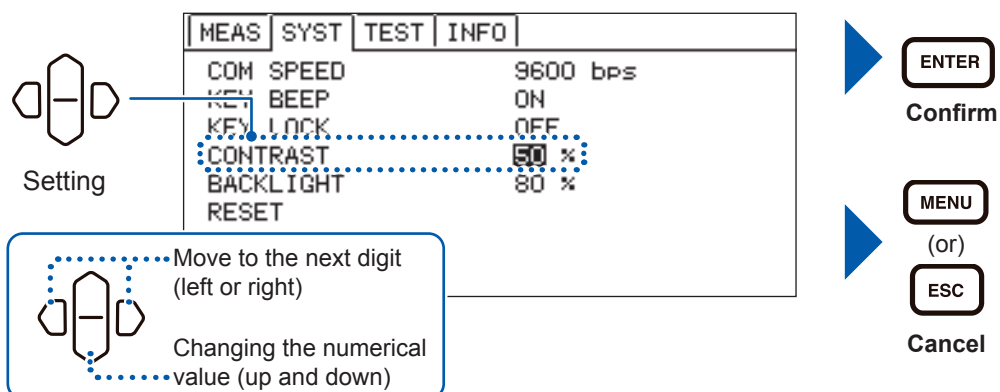 MEAS SYST TEST INFO
COM SPEED 9600 bps
KEY BEEP ON
KEY LOCK OFF
CONTRAST 50 %
BACKLIGHT 80 %
RESET
Setting
Move to the next digit
(left or right)
Changing the numerical
value (up and down)
ENTER
Confirm
MENU
(or)
ESC
Cancel